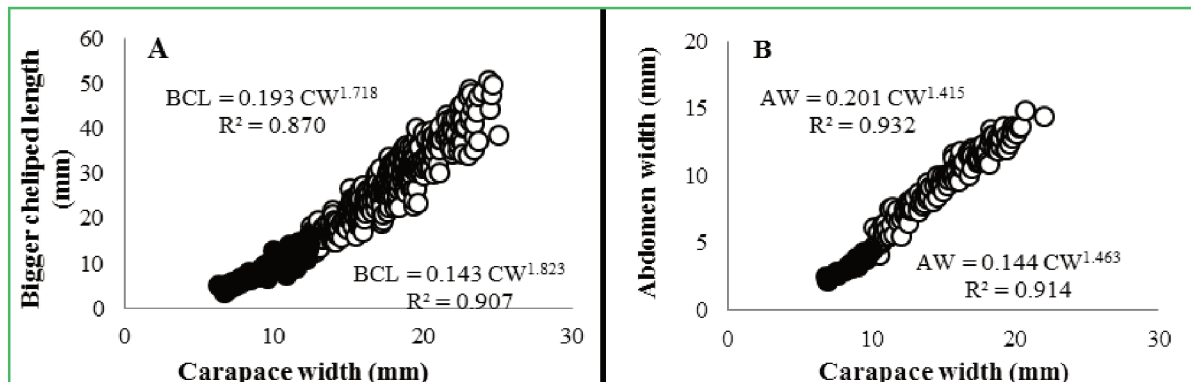 A
Bigger cheliped length
(mm)
60
50
40
30
20
10
0
BCL = 0.193 CW^1.718
R² = 0.870
BCL = 0.143 CW^1.823
R² = 0.907
0 10 20 30
Carapace width (mm)
B
Abdomen width (mm)
20
15
10
5
0
AW = 0.201 CW^1.415
R² = 0.932
AW = 0.144 CW^1.463
R² = 0.914
0 10 20 30
Carapace width (mm)